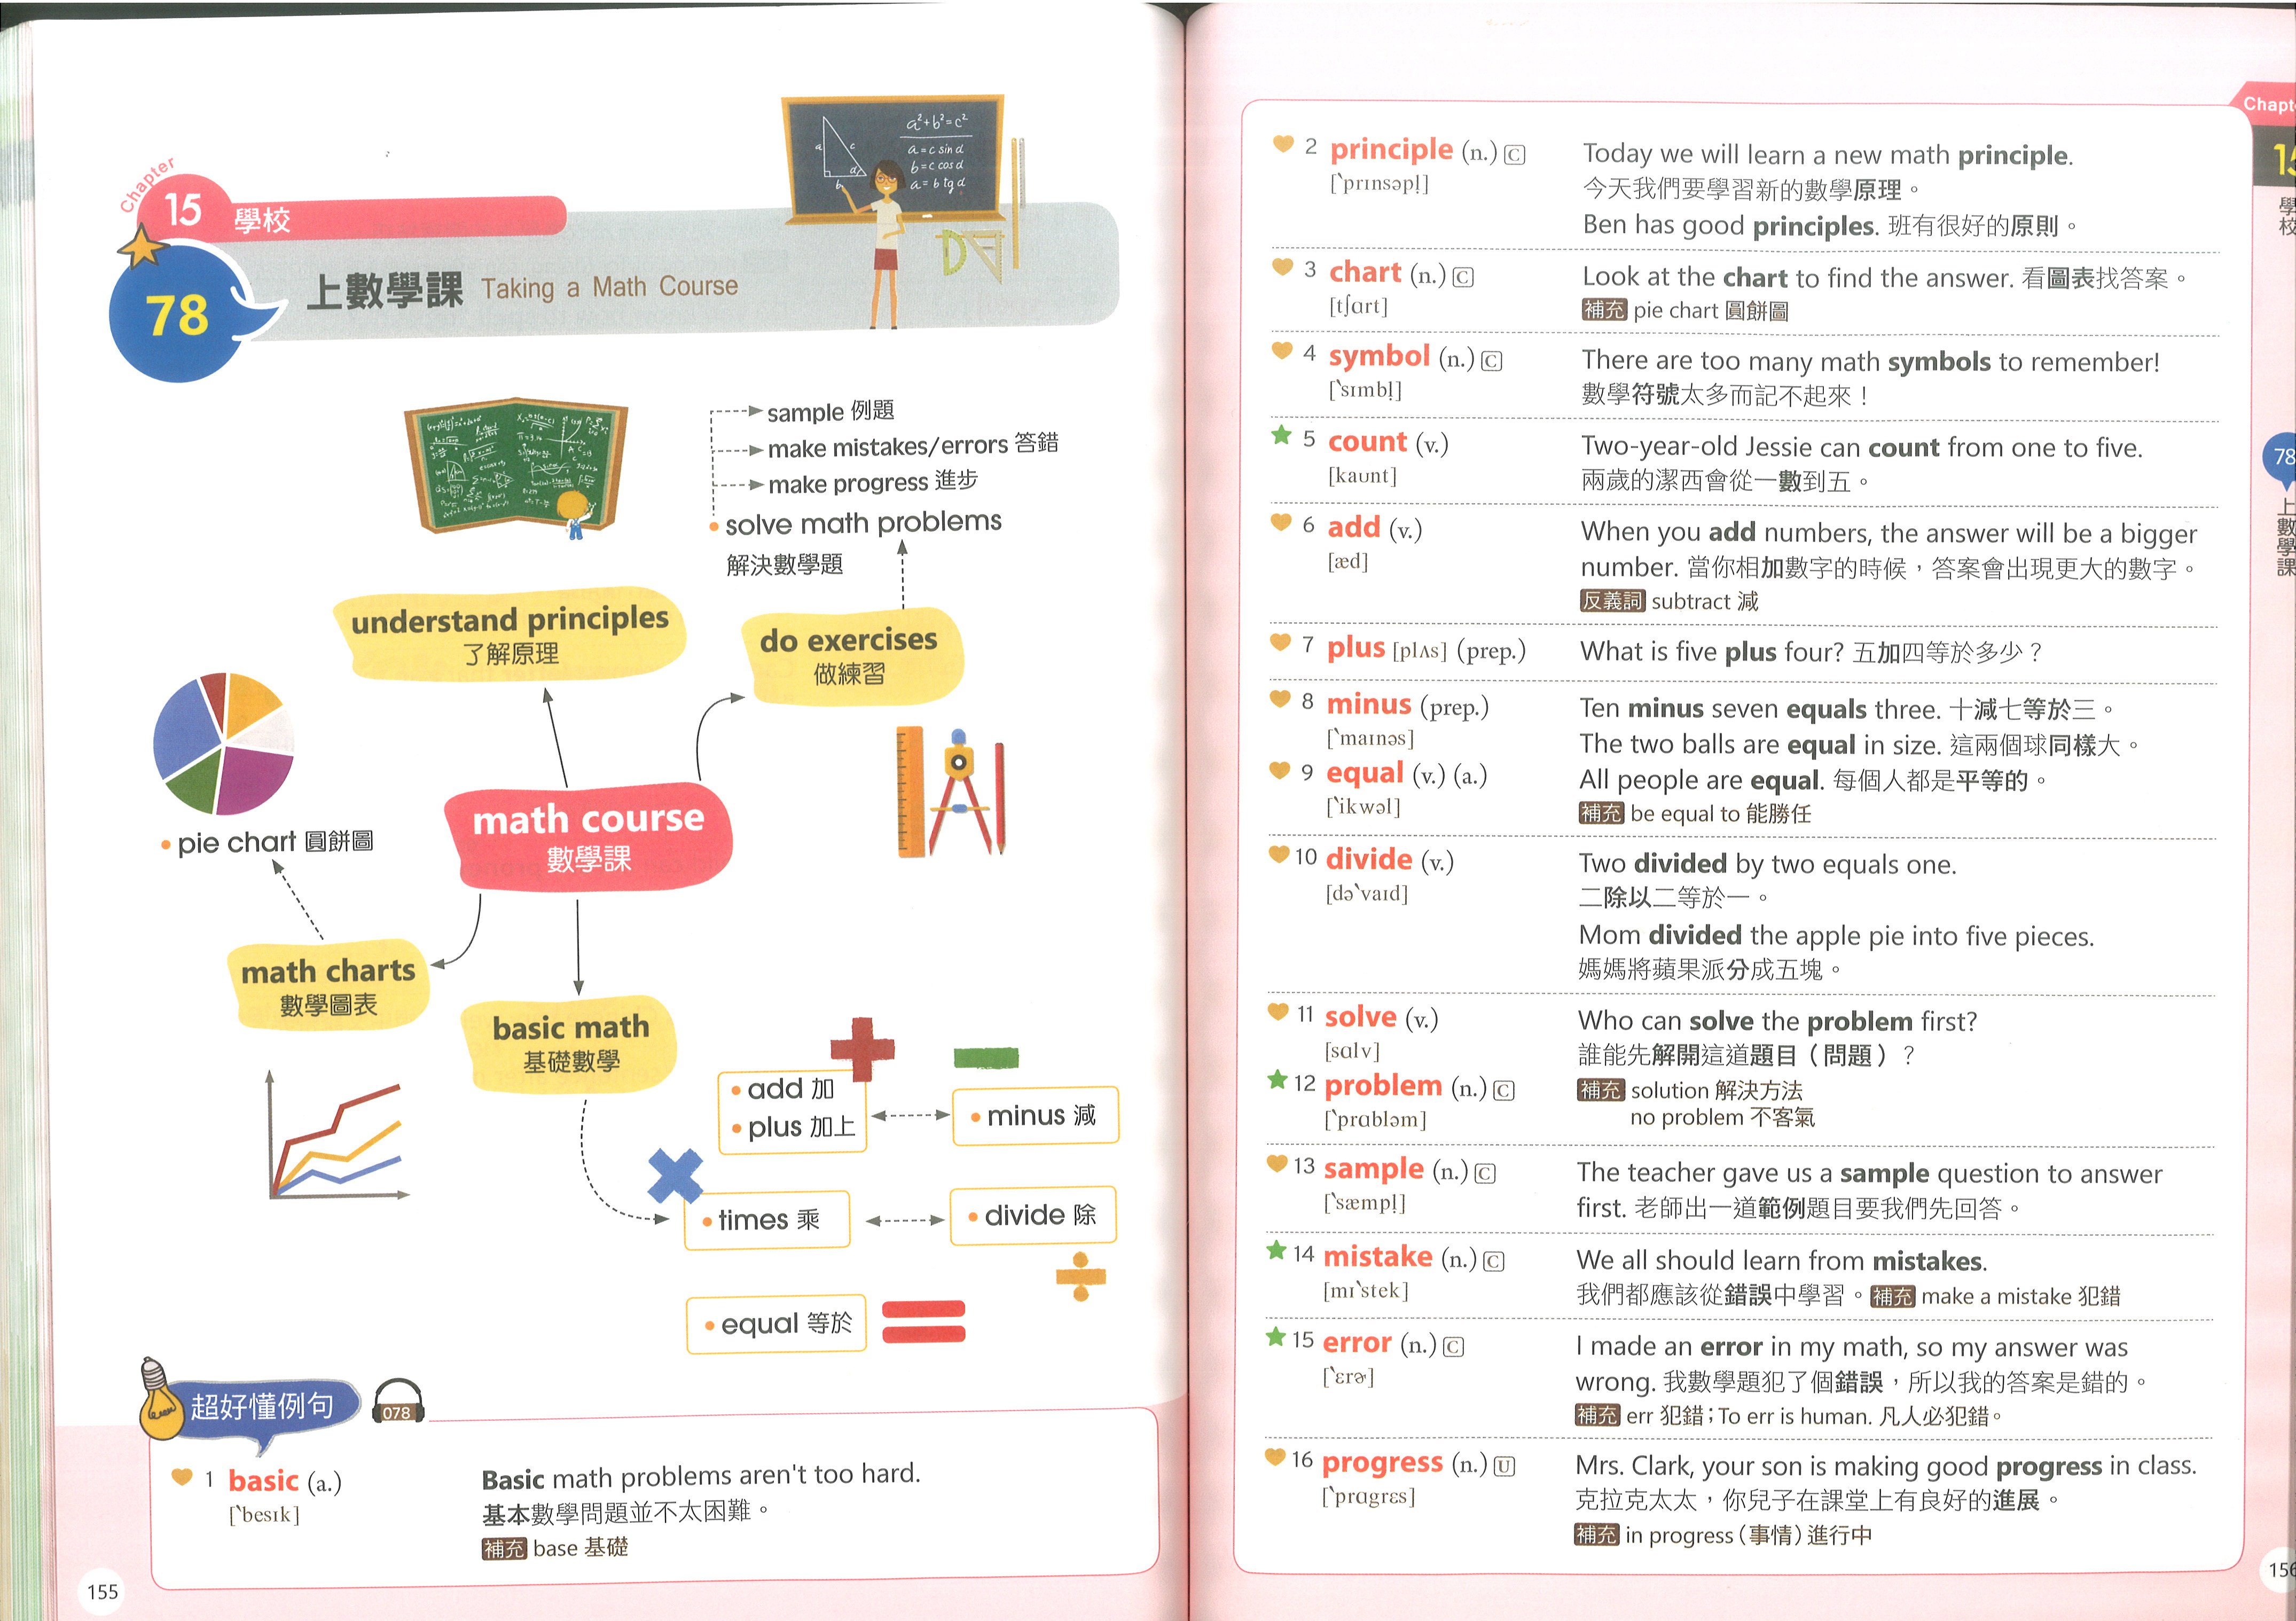 Chapter
15 學校
78 上數學課 Taking a Math Course
a²+b²=c²
a=c sin d
b=c cos d
a=b tg d
a
c
b
sample 例題
make mistakes/errors 答錯
make progress 進步
solve math problems
解決數學題
understand principles
了解原理
do exercises
做練習
math course
數學課
pie chart 圓餅圖
math charts
數學圖表
basic math
基礎數學
add 加
plus 加上
minus 減
times 乘
divide 除
equal 等於
超好懂例句
078
1 basic (a.)
[ˋbesɪk]
Basic math problems aren't too hard.
基本數學問題並不太困難。
補充 base 基礎
155
2 principle (n.) C
[ˋprɪnsəpḷ]
Today we will learn a new math principle.
今天我們要學習新的數學原理。
Ben has good principles. 班有很好的原則。
3 chart (n.) C
[tʃɑrt]
Look at the chart to find the answer. 看圖表找答案。
補充 pie chart 圓餅圖
4 symbol (n.) C
[ˋsɪmbḷ]
There are too many math symbols to remember!
數學符號太多而記不起來！
5 count (v.)
[kaʊnt]
Two-year-old Jessie can count from one to five.
兩歲的潔西會從一數到五。
6 add (v.)
[æd]
When you add numbers, the answer will be a bigger
number. 當你相加數字的時候，答案會出現更大的數字。
反義詞 subtract 減
7 plus [plʌs] (prep.)
What is five plus four? 五加四等於多少？
8 minus (prep.)
[ˋmaɪnəs]
9 equal (v.) (a.)
[ˋikwəl]
Ten minus seven equals three. 十減七等於三。
The two balls are equal in size. 這兩個球同樣大。
All people are equal. 每個人都是平等的。
補充 be equal to 能勝任
10 divide (v.)
[dəˋvaɪd]
Two divided by two equals one.
二除以二等於一。
Mom divided the apple pie into five pieces.
媽媽將蘋果派分成五塊。
11 solve (v.)
[sɑlv]
12 problem (n.) C
[ˋprɑbləm]
Who can solve the problem first?
誰能先解開這道題目（問題）？
補充 solution 解決方法
no problem 不客氣
13 sample (n.) C
[ˋsæmpḷ]
The teacher gave us a sample question to answer
first. 老師出一道範例題目要我們先回答。
14 mistake (n.) C
[mɪˋstek]
We all should learn from mistakes.
我們都應該從錯誤中學習。補充 make a mistake 犯錯
15 error (n.) C
[ˋɛrɚ]
I made an error in my math, so my answer was
wrong. 我數學題犯了個錯誤，所以我的答案是錯的。
補充 err 犯錯；To err is human. 凡人必犯錯。
16 progress (n.) U
[ˋprɑgrɛs]
Mrs. Clark, your son is making good progress in class.
克拉克太太，你兒子在課堂上有良好的進展。
補充 in progress（事情）進行中
15
學校
78
上數學課